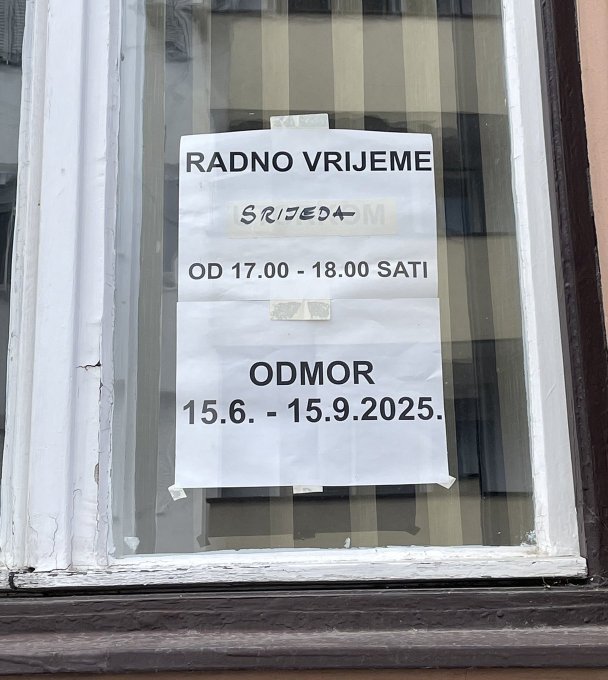 RADNO VRIJEME
SRIJEDA
OD 17.00 - 18.00 SATI
ODMOR
15.6. - 15.9.2025.